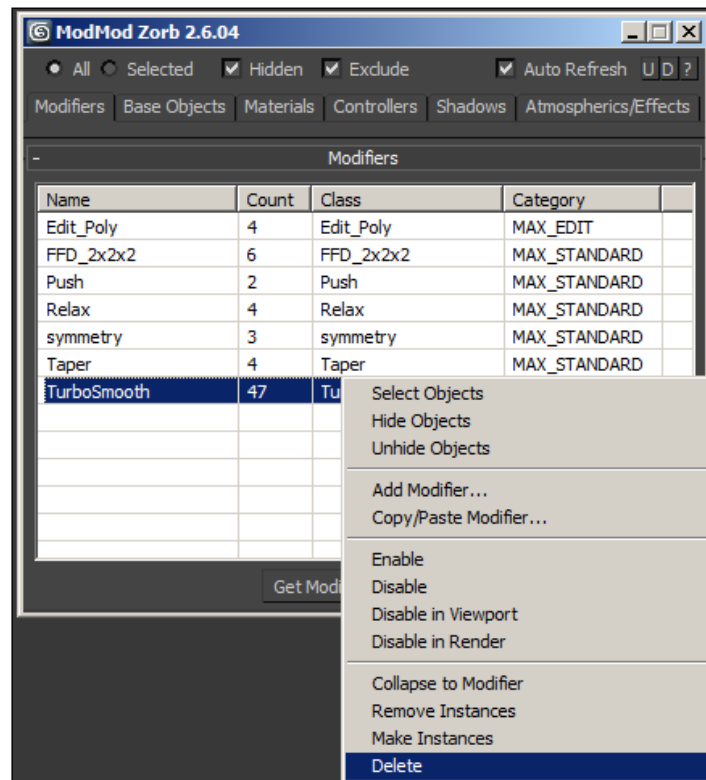 ModMod Zorb 2.6.04
All Selected Hidden Exclude Auto Refresh U D ?
Modifiers Base Objects Materials Controllers Shadows Atmospherics/Effects
- Modifiers
Name Count Class Category
Edit_Poly 4 Edit_Poly MAX_EDIT
FFD_2x2x2 6 FFD_2x2x2 MAX_STANDARD
Push 2 Push MAX_STANDARD
Relax 4 Relax MAX_STANDARD
symmetry 3 symmetry MAX_STANDARD
Taper 4 Taper MAX_STANDARD
TurboSmooth 47 Tu
Select Objects
Hide Objects
Unhide Objects
Add Modifier...
Copy/Paste Modifier...
Enable
Get Modi
Disable
Disable in Viewport
Disable in Render
Collapse to Modifier
Remove Instances
Make Instances
Delete